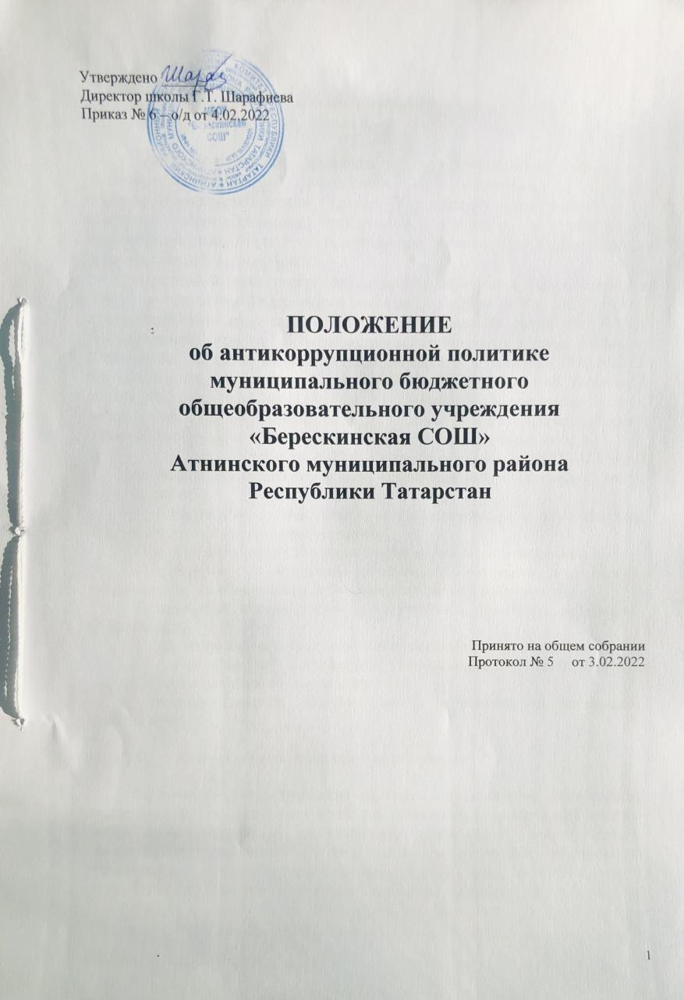 Утверждено
Директор школы Г.Т. Шарафиева
Приказ № 6 – о/д от 4.02.2022
"Берескинская
СОШ"
ПОЛОЖЕНИЕ
об антикоррупционной политике
муниципального бюджетного
общеобразовательного учреждения
«Берескинская СОШ»
Атнинского муниципального района
Республики Татарстан
Принято на общем собрании
Протокол № 5 от 3.02.2022
1